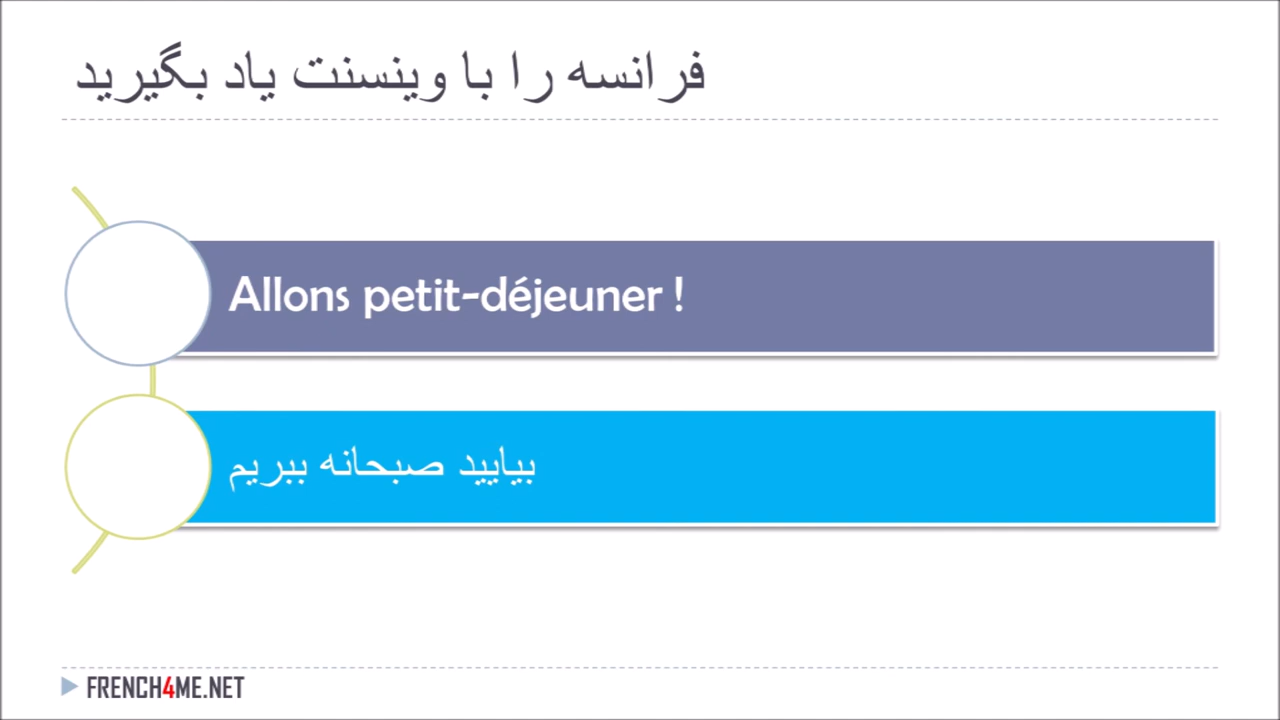 فرانسه را با وینسنت یاد بگیرید
Allons petit-déjeuner !
بیایید صبحانه ببریم
FRENCH4ME.NET